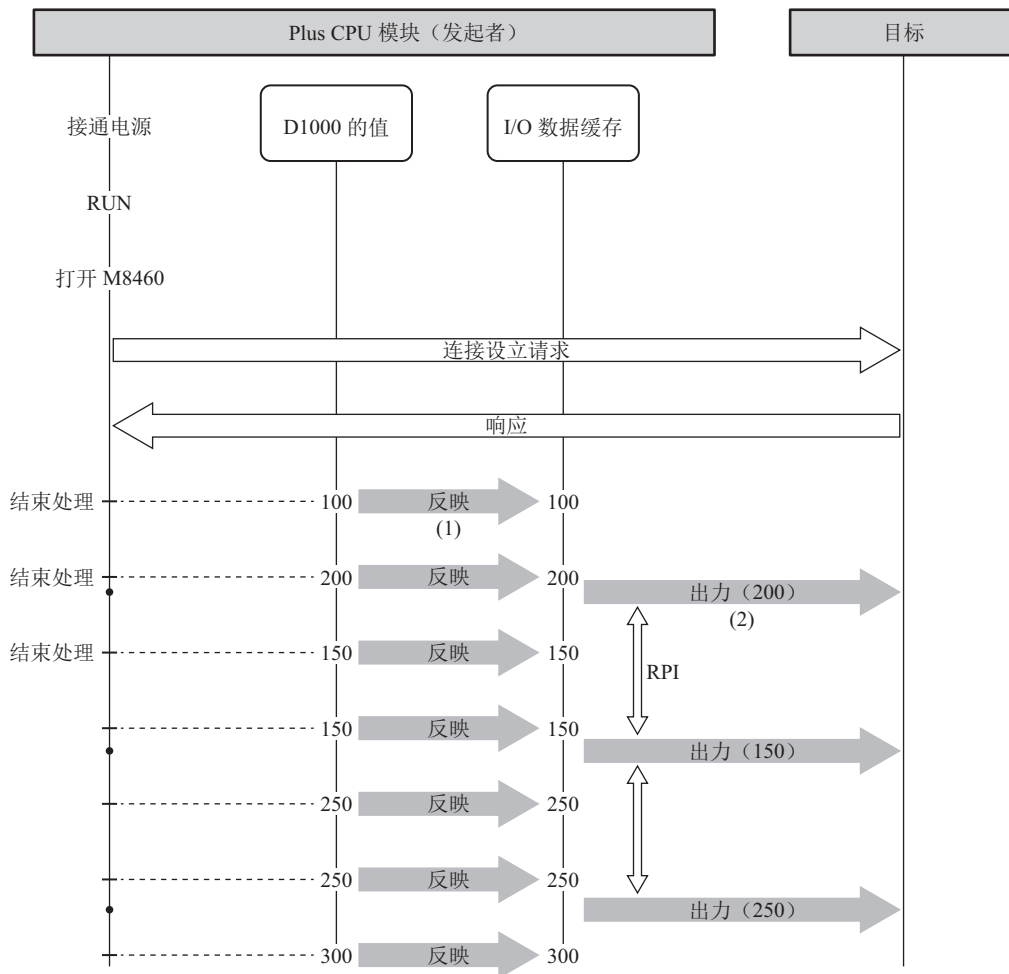 Plus CPU 模块（发起者） 目标
接通电源 D1000 的值 I/O 数据缓存
RUN
打开 M8460
连接设立请求
响应
结束处理 100 反映 100
(1)
结束处理 200 反映 200 出力（200）
(2)
结束处理 150 反映 150
RPI
150 反映 150
出力（150）
250 反映 250
250 反映 250
出力（250）
300 反映 300